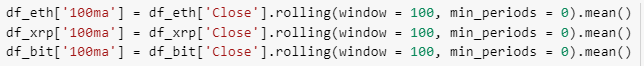 df_eth['100ma'] = df_eth['Close'].rolling(window = 100, min_periods = 0).mean()
df_xrp['100ma'] = df_xrp['Close'].rolling(window = 100, min_periods = 0).mean()
df_bit['100ma'] = df_bit['Close'].rolling(window = 100, min_periods = 0).mean()